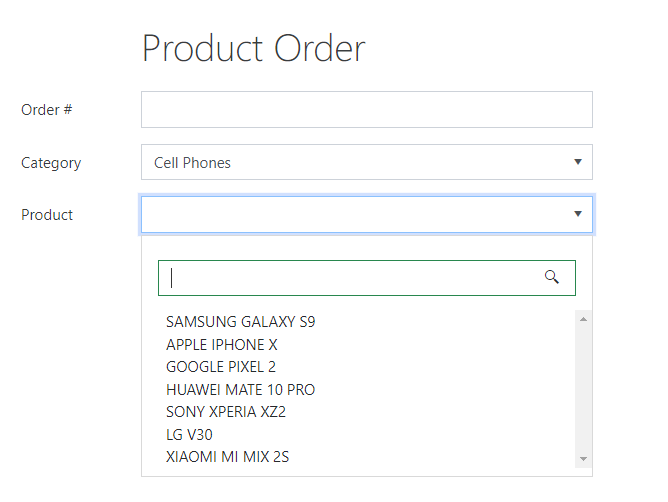 Product Order
Order #
Category
Cell Phones
Product
SAMSUNG GALAXY S9
APPLE IPHONE X
GOOGLE PIXEL 2
HUAWEI MATE 10 PRO
SONY XPERIA XZ2
LG V30
XIAOMI MI MIX 2S